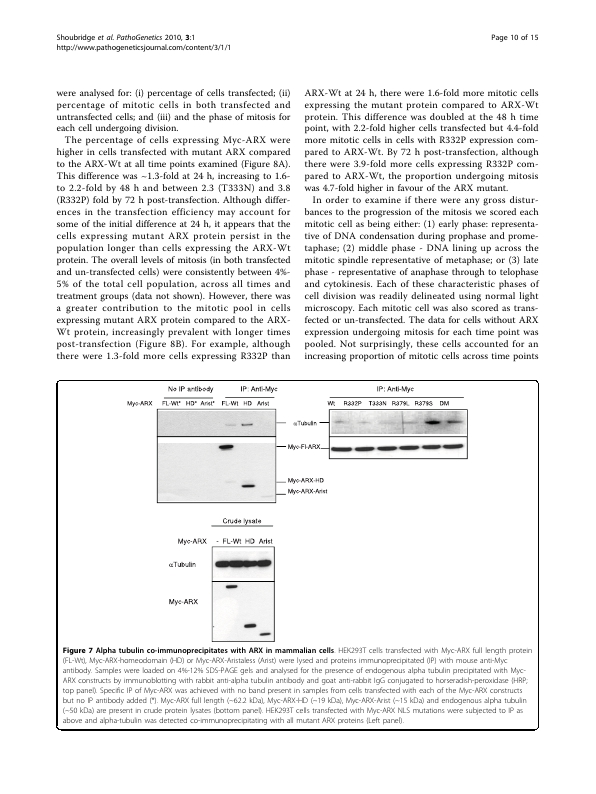 Shoubridge et al. PathoGenetics 2010, 3:1
http://www.pathogeneticsjournal.com/content/3/1/1
Page 10 of 15
were analysed for: (i) percentage of cells transfected; (ii)
percentage of mitotic cells in both transfected and
untransfected cells; and (iii) and the phase of mitosis for
each cell undergoing division.
The percentage of cells expressing Myc-ARX were
higher in cells transfected with mutant ARX compared
to the ARX-Wt at all time points examined (Figure 8A).
This difference was ~1.3-fold at 24 h, increasing to 1.6-
to 2.2-fold by 48 h and between 2.3 (T333N) and 3.8
(R332P) fold by 72 h post-transfection. Although differ-
ences in the transfection efficiency may account for
some of the initial difference at 24 h, it appears that the
cells expressing mutant ARX protein persist in the
population longer than cells expressing the ARX-Wt
protein. The overall levels of mitosis (in both transfected
and un-transfected cells) were consistently between 4%-
5% of the total cell population, across all times and
treatment groups (data not shown). However, there was
a greater contribution to the mitotic pool in cells
expressing mutant ARX protein compared to the ARX-
Wt protein, increasingly prevalent with longer times
post-transfection (Figure 8B). For example, although
there were 1.3-fold more cells expressing R332P than
ARX-Wt at 24 h, there were 1.6-fold more mitotic cells
expressing the mutant protein compared to ARX-Wt
protein. This difference was doubled at the 48 h time
point, with 2.2-fold higher cells transfected but 4.4-fold
more mitotic cells in cells with R332P expression com-
pared to ARX-Wt. By 72 h post-transfection, although
there were 3.9-fold more cells expressing R332P com-
pared to ARX-Wt, the proportion undergoing mitosis
was 4.7-fold higher in favour of the ARX mutant.
In order to examine if there were any gross distur-
bances to the progression of the mitosis we scored each
mitotic cell as being either: (1) early phase: representa-
tive of DNA condensation during prophase and prome-
taphase; (2) middle phase - DNA lining up across the
mitotic spindle representative of metaphase; or (3) late
phase - representative of anaphase through to telophase
and cytokinesis. Each of these characteristic phases of
cell division was readily delineated using normal light
microscopy. Each mitotic cell was also scored as trans-
fected or un-transfected. The data for cells without ARX
expression undergoing mitosis for each time point was
pooled. Not surprisingly, these cells accounted for an
increasing proportion of mitotic cells across time points
No IP antibody IP: Anti-Myc
Myc-ARX FL-Wt* HD* Arist* FL-Wt HD Arist
IP: Anti-Myc
Wt R332P T333N R379L R379S DM
αTubulin
Myc-Fl-ARX
Myc-ARX-HD
Myc-ARX-Arist
Crude lysate
Myc-ARX - FL-Wt HD Arist
αTubulin
Myc-ARX
Figure 7 Alpha tubulin co-immunoprecipitates with ARX in mammalian cells. HEK293T cells transfected with Myc-ARX full length protein
(FL-Wt), Myc-ARX-homeodomain (HD) or Myc-ARX-Aristaless (Arist) were lysed and proteins immunoprecipitated (IP) with mouse anti-Myc
antibody. Samples were loaded on 4%-12% SDS-PAGE gels and analysed for the presence of endogenous alpha tubulin precipitated with Myc-
ARX constructs by immunoblotting with rabbit anti-alpha tubulin antibody and goat anti-rabbit IgG conjugated to horseradish-peroxidase (HRP;
top panel). Specific IP of Myc-ARX was achieved with no band present in samples from cells transfected with each of the Myc-ARX constructs
but no IP antibody added (*). Myc-ARX full length (~62.2 kDa), Myc-ARX-HD (~19 kDa), Myc-ARX-Arist (~15 kDa) and endogenous alpha tubulin
(~50 kDa) are present in crude protein lysates (bottom panel). HEK293T cells transfected with Myc-ARX NLS mutations were subjected to IP as
above and alpha-tubulin was detected co-immunoprecipitating with all mutant ARX proteins (Left panel).